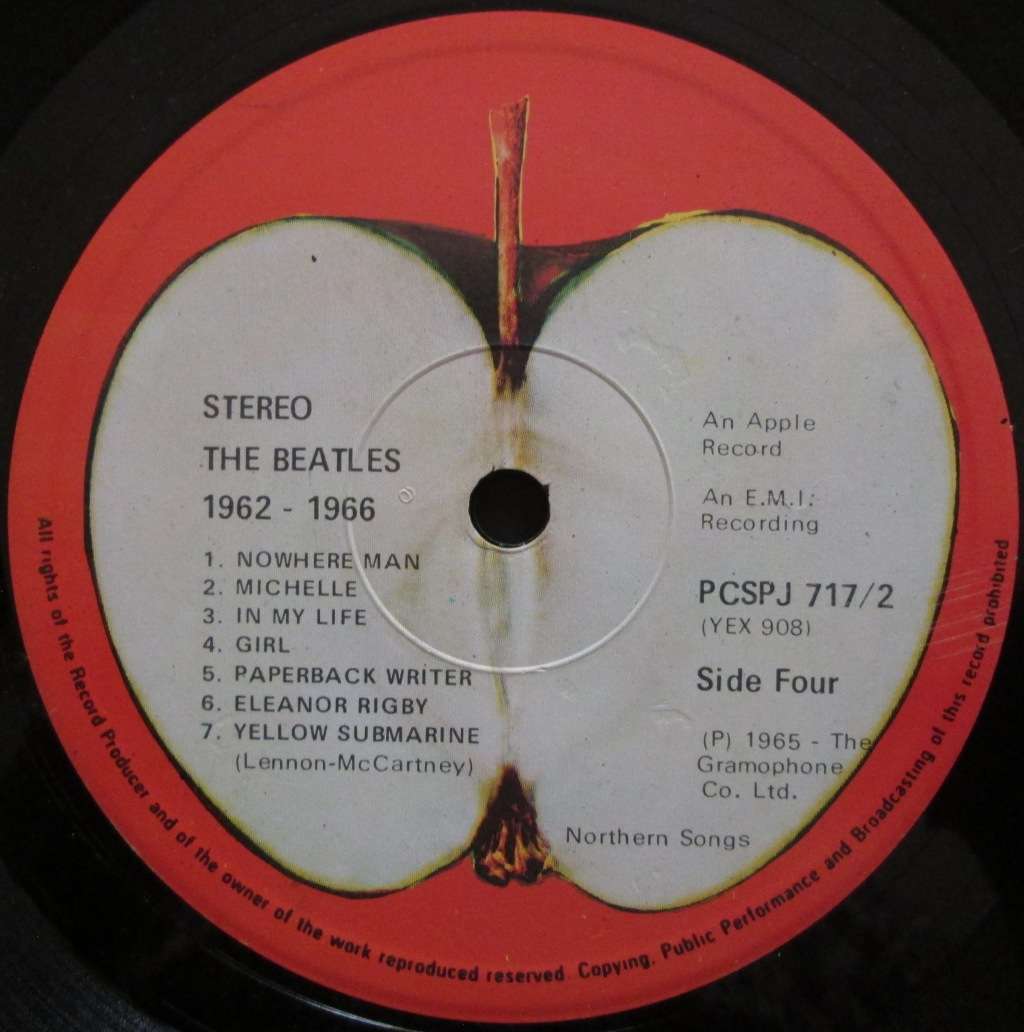 STEREO
THE BEATLES
1962 - 1966
1. NOWHERE MAN
2. MICHELLE
3. IN MY LIFE
4. GIRL
5. PAPERBACK WRITER
6. ELEANOR RIGBY
7. YELLOW SUBMARINE
(Lennon-McCartney)
An Apple
Record
An E.M.I:
Recording
PCSPJ 717/2
(YEX 908)
Side Four
(P) 1965 - The
Gramophone
Co. Ltd.
Northern Songs
All rights of the Record Producer and of the owner of the work reproduced reserved. Copying, Public Performance and Broadcasting of this record prohibited